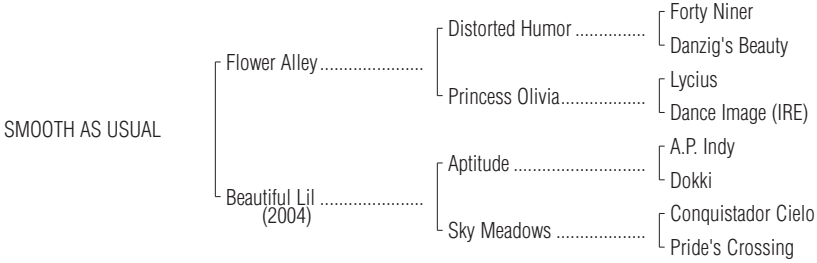 Forty Niner
Distorted Humor ...............
Danzig's Beauty
Flower Alley ......................
Lycius
Princess Olivia..................
Dance Image (IRE)
SMOOTH AS USUAL
A.P. Indy
Aptitude ............................
Dokki
Beautiful Lil ......................
(2004)
Conquistador Cielo
Sky Meadows ...................
Pride's Crossing